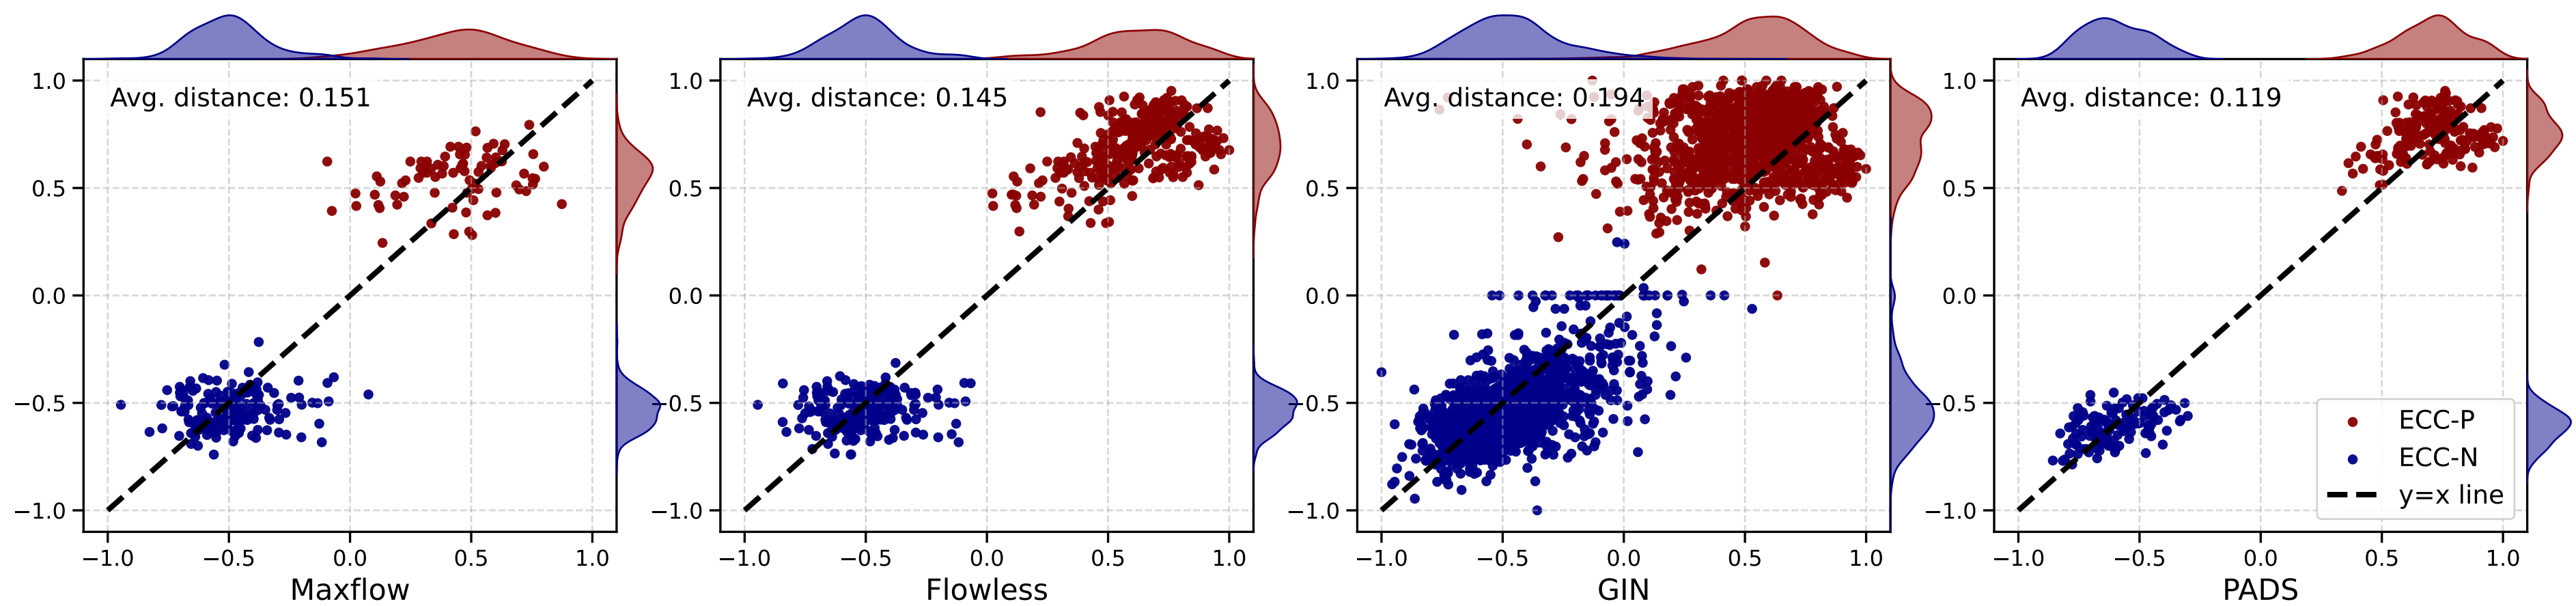 Avg. distance: 0.151
1.0
0.5
0.0
−0.5
−1.0
−1.0 −0.5 0.0 0.5 1.0
Maxflow
Avg. distance: 0.145
1.0
0.5
0.0
−0.5
−1.0
−1.0 −0.5 0.0 0.5 1.0
Flowless
Avg. distance: 0.194
1.0
0.5
0.0
−0.5
−1.0
−1.0 −0.5 0.0 0.5 1.0
GIN
Avg. distance: 0.119
1.0
0.5
0.0
−0.5
−1.0
ECC-P
ECC-N
y=x line
−1.0 −0.5 0.0 0.5 1.0
PADS